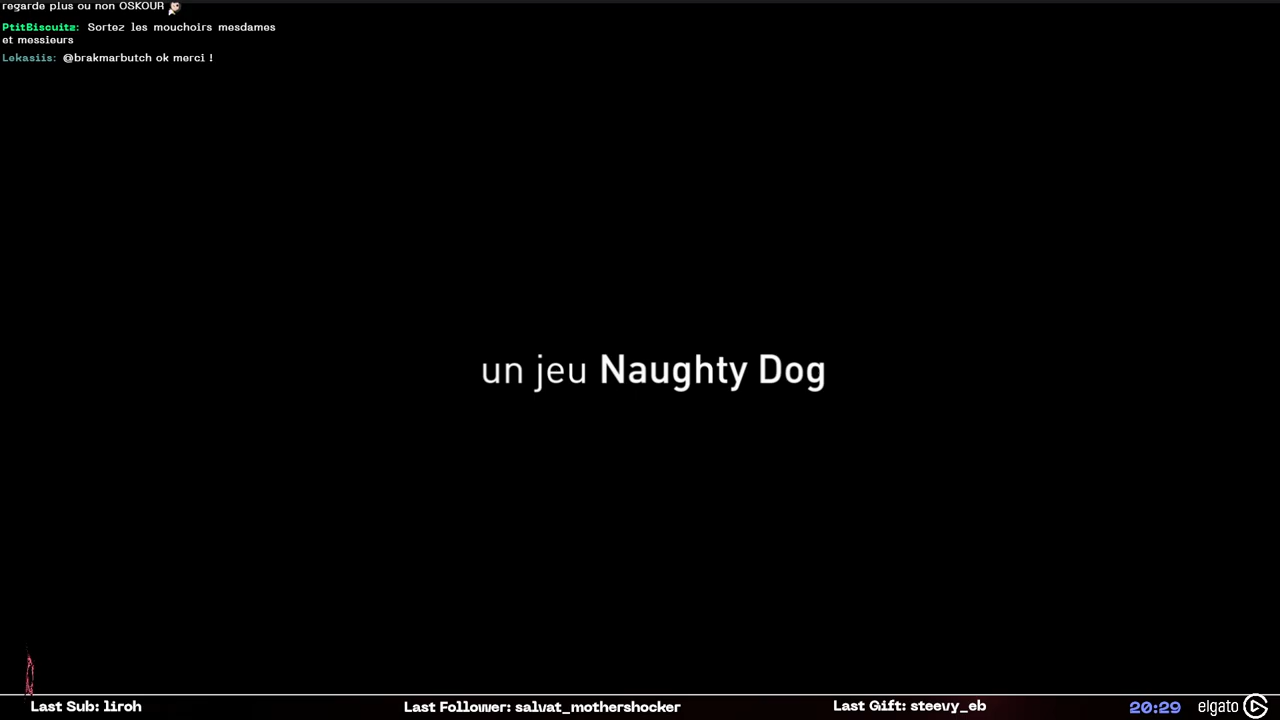 regarde plus ou non OSKOUR
PtitBiscuitz: Sortez les mouchoirs mesdames
et messieurs
Lekasiis: @brakmarbutch ok merci !
un jeu Naughty Dog
Last Sub: liroh
Last Follower: salvat_mothershocker
Last Gift: steevy_eb
20:29
elgato